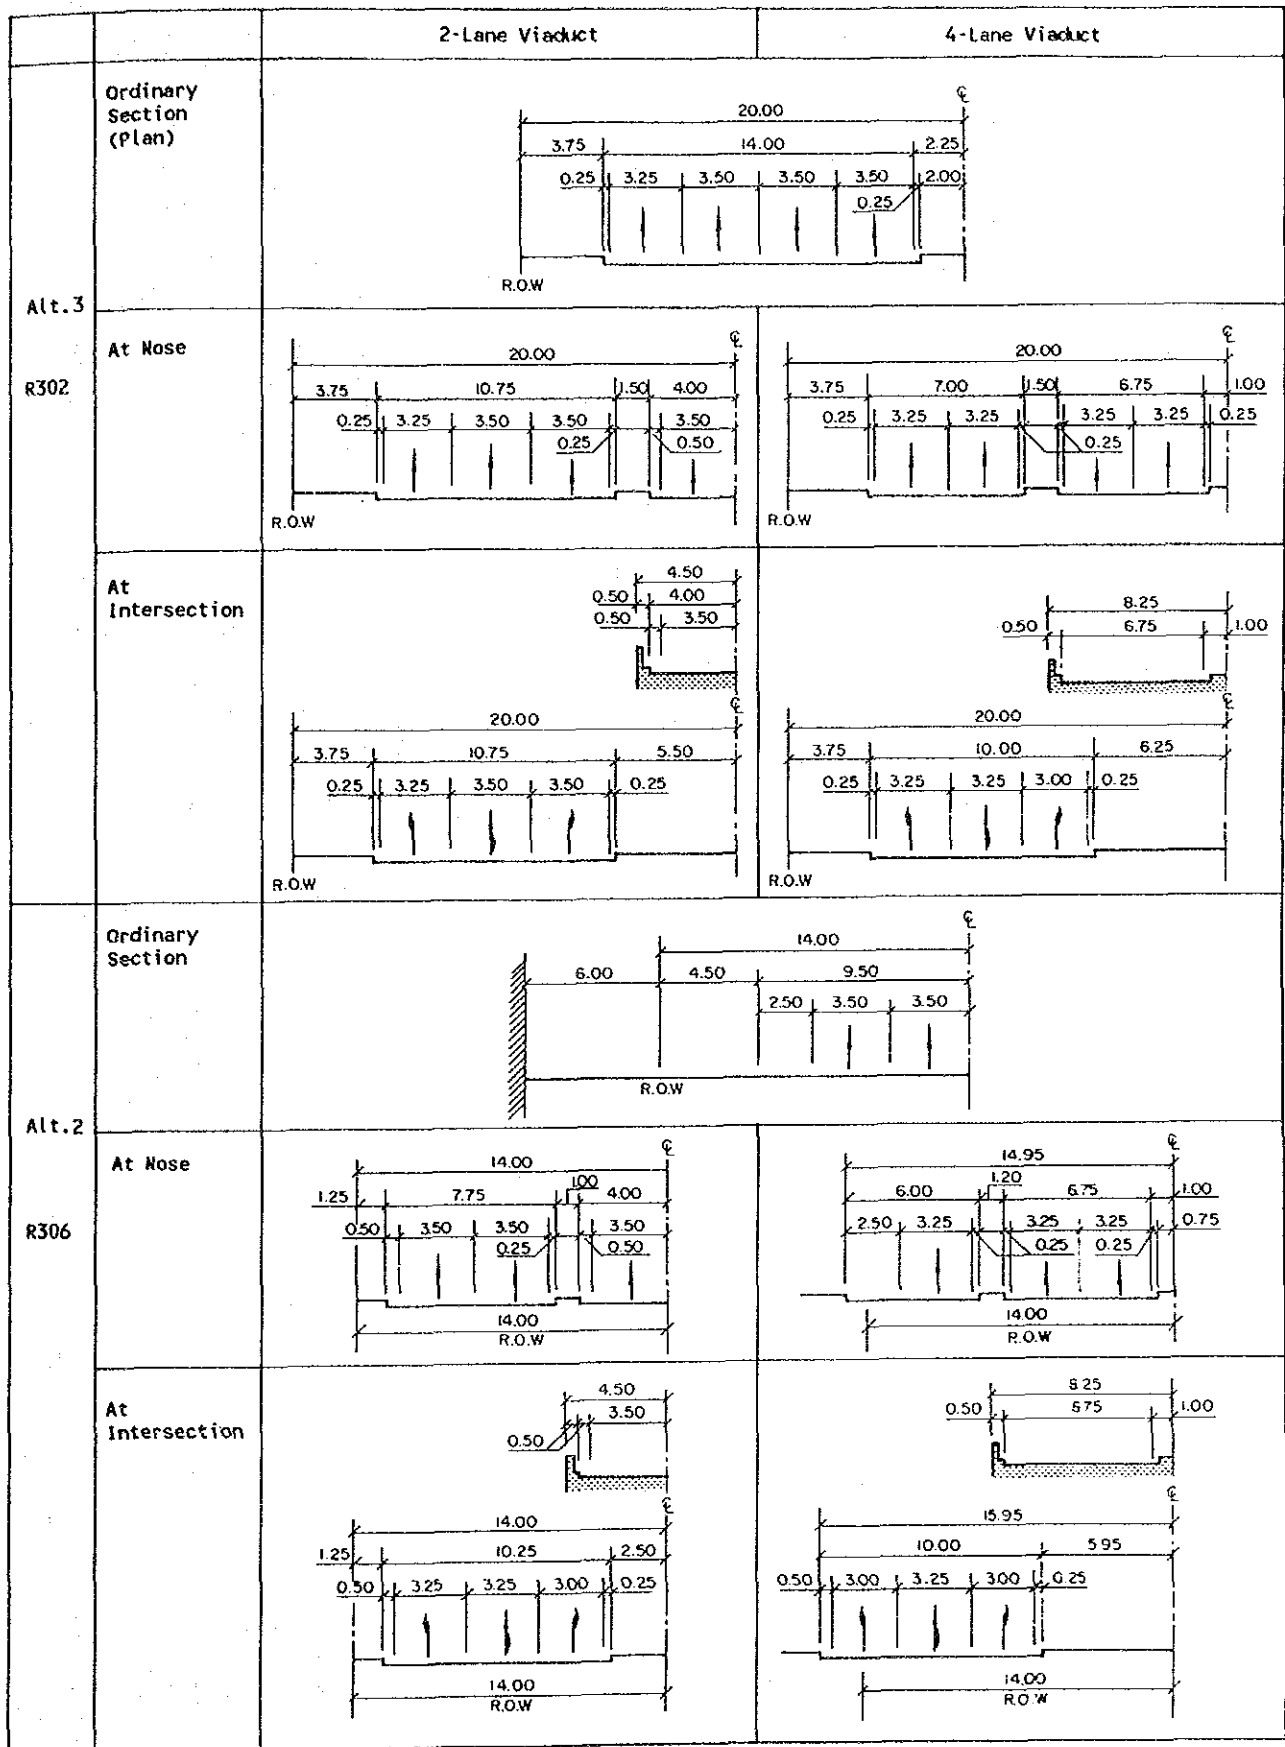 2-Lane Viaduct
4-Lane Viaduct
Alt.3
R302
Ordinary
Section
(Plan)
℄
20.00
3.75 14.00 2.25
0.25 3.25 3.50 3.50 3.50 2.00
0.25
R.O.W
At Nose
℄
20.00
3.75 10.75 1.50 4.00
0.25 3.25 3.50 3.50 3.50
0.25 0.50
R.O.W
℄
20.00
3.75 7.00 1.50 6.75 1.00
0.25 3.25 3.25 3.25 3.25 0.25
0.25
R.O.W
At
Intersection
4.50
0.50 4.00
0.50 3.50
℄
20.00
3.75 10.75 5.50
0.25 3.25 3.50 3.50 0.25
R.O.W
8.25
0.50 6.75 1.00
℄
20.00
3.75 10.00 6.25
0.25 3.25 3.25 3.00 0.25
R.O.W
Alt.2
R306
Ordinary
Section
℄
14.00
6.00 4.50 9.50
2.50 3.50 3.50
R.O.W
At Nose
℄
14.00
1.00
1.25 7.75 4.00
0.50 3.50 3.50 3.50
0.25 0.50
14.00
R.O.W
℄
14.95
1.20
6.00 6.75 1.00
2.50 3.25 3.25 3.25 0.75
0.25 0.25
14.00
R.O.W
At
Intersection
4.50
3.50
0.50
℄
14.00
1.25 10.25 2.50
0.50 3.25 3.25 3.00 0.25
14.00
R.O.W
8.25
0.50 6.75 1.00
℄
15.95
10.00 5.95
0.50 3.00 3.25 3.00 0.25
14.00
R.O.W